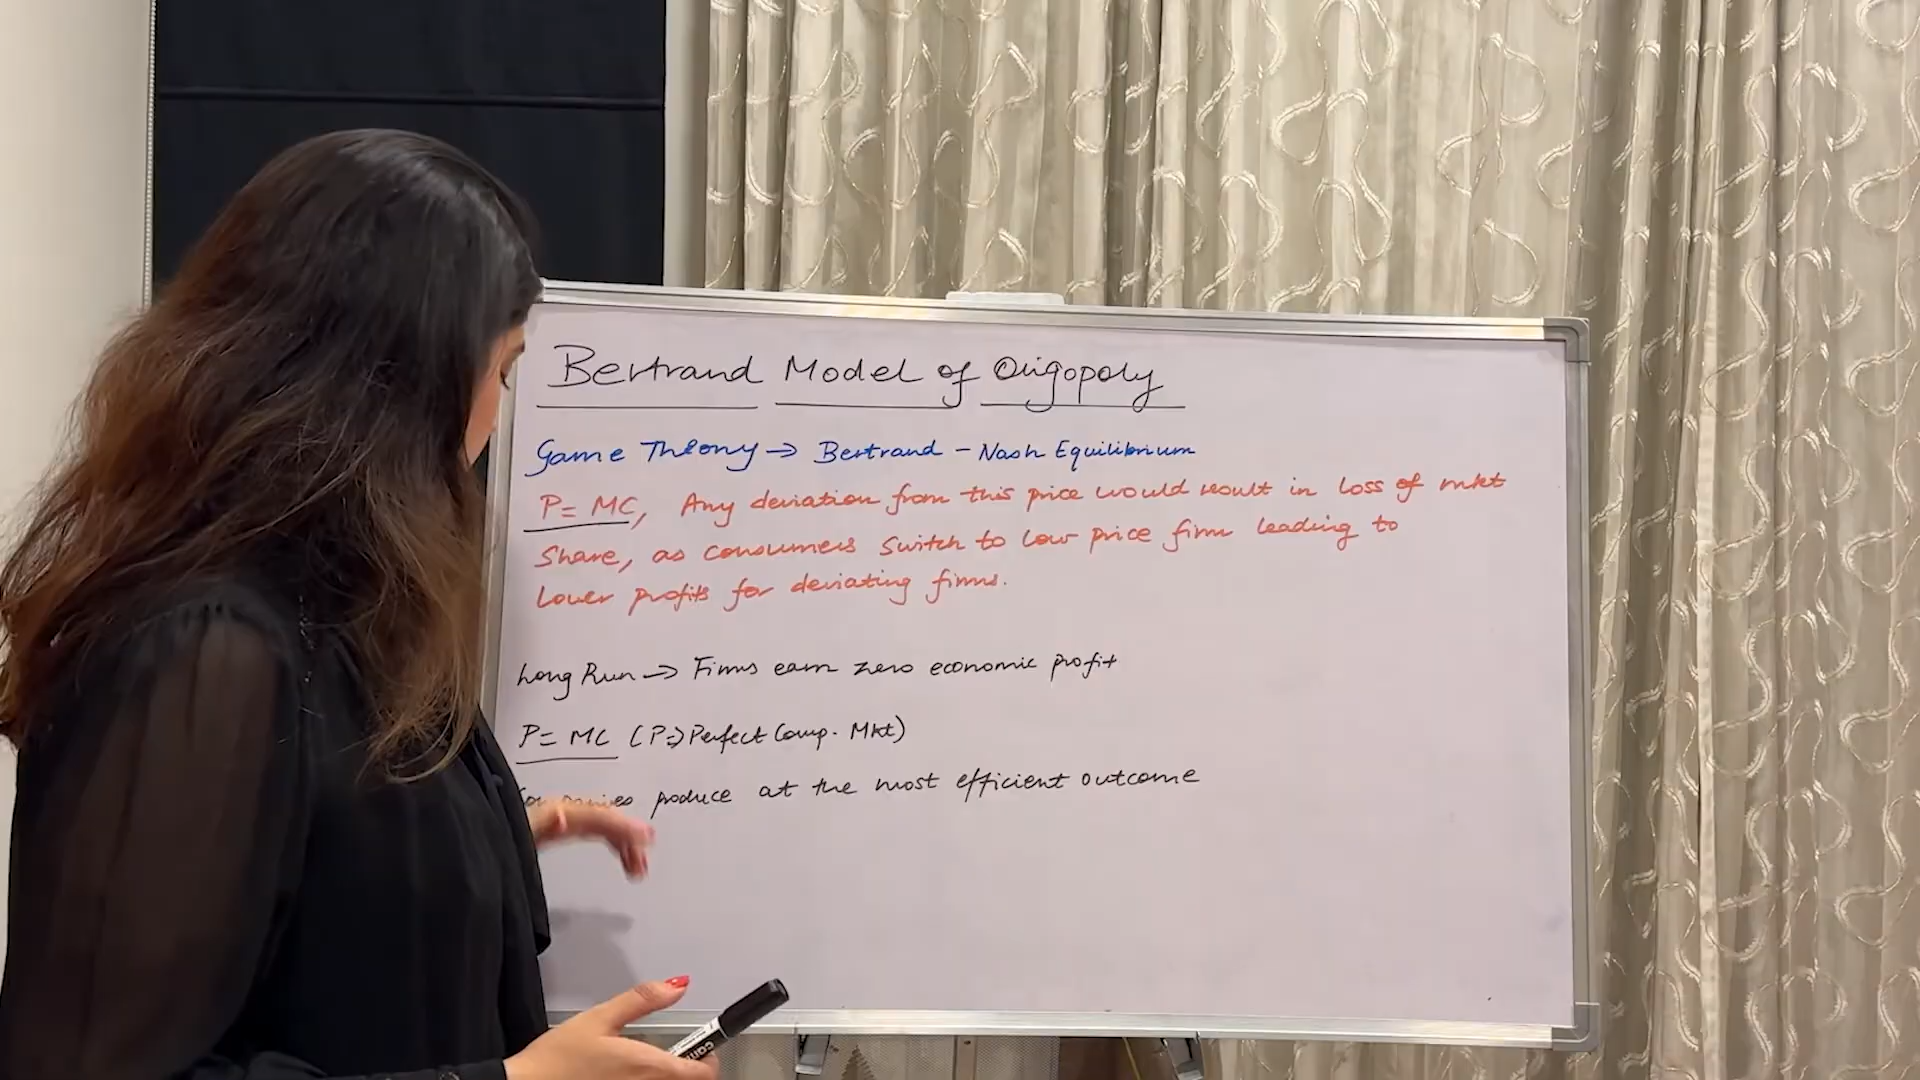 Bertrand Model of Oligopoly
Game Theory → Bertrand - Nash Equilibrium
P = MC, Any deviation from this price would result in loss of mkt
Share, as consumers switch to low price firm leading to
lower profits for deviating firms.
Long Run → Firms earn zero economic profit
P = MC (P => Perfect Comp. Mkt)
produce at the most efficient outcome